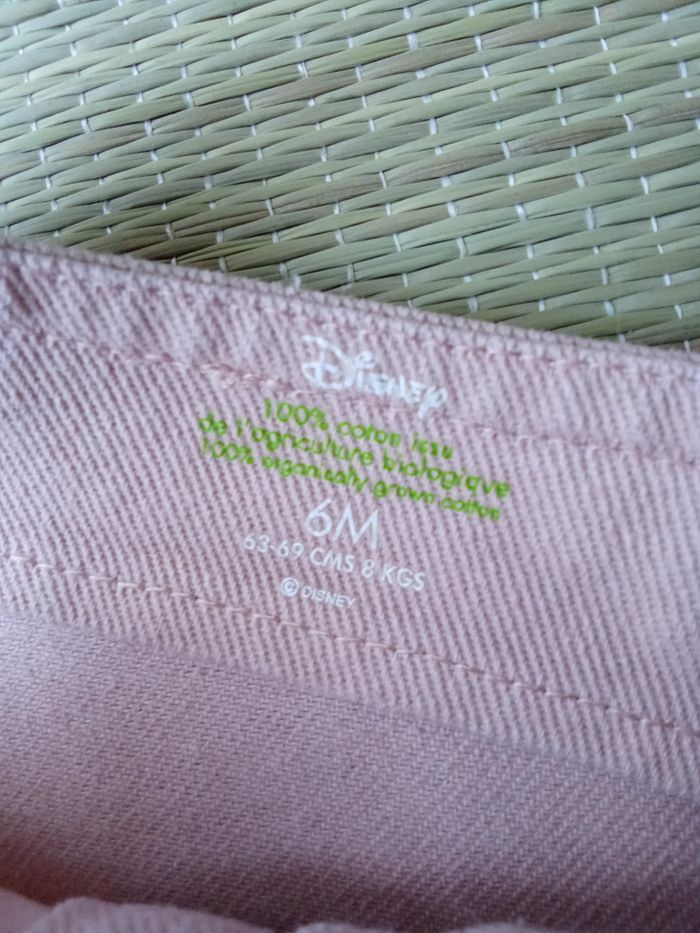 Disney
100% coton issu
de l'agriculture biologique
100% organically grown cotton
6M
63-69 CMS 8 KGS
© DISNEY